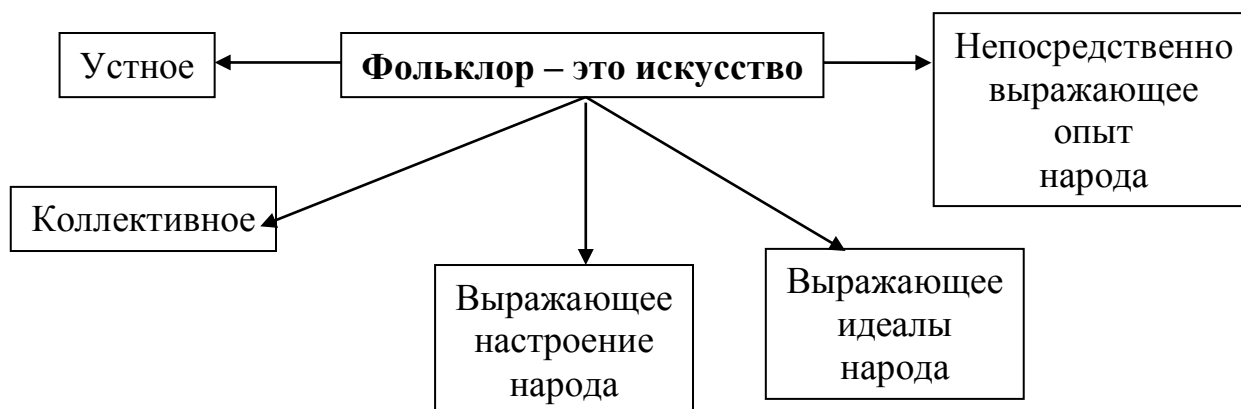 Устное
Фольклор – это искусство
Непосредственно
выражающее
опыт
народа
Коллективное
Выражающее
настроение
народа
Выражающее
идеалы
народа